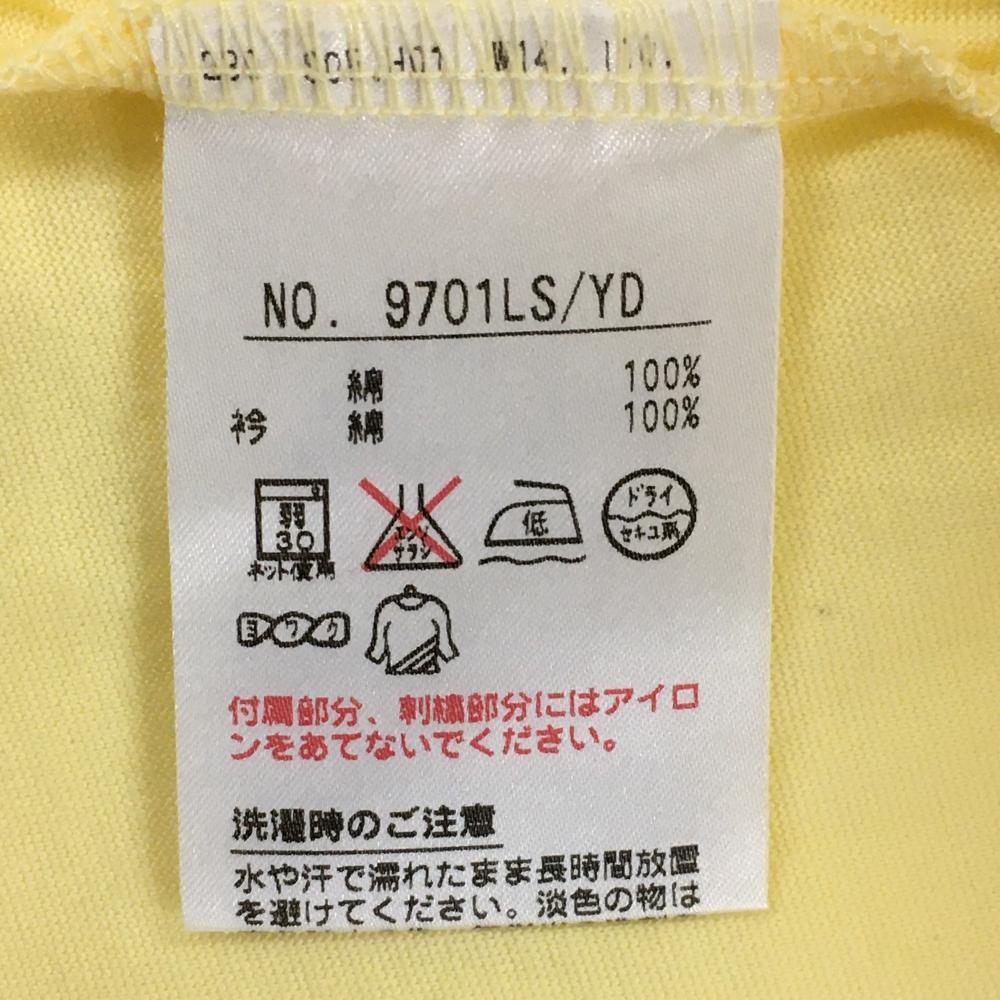 W14.
NO. 9701LS/YD
綿 100%
衿 綿 100%
弱
30
ネット使用
エンソ
サラシ
低
ドライ
セキユ系
ヨワク
付属部分、刺繍部分にはアイロ
ンをあてないでください。
洗濯時のご注意
水や汗で濡れたまま長時間放置
を避けてください。淡色の物は